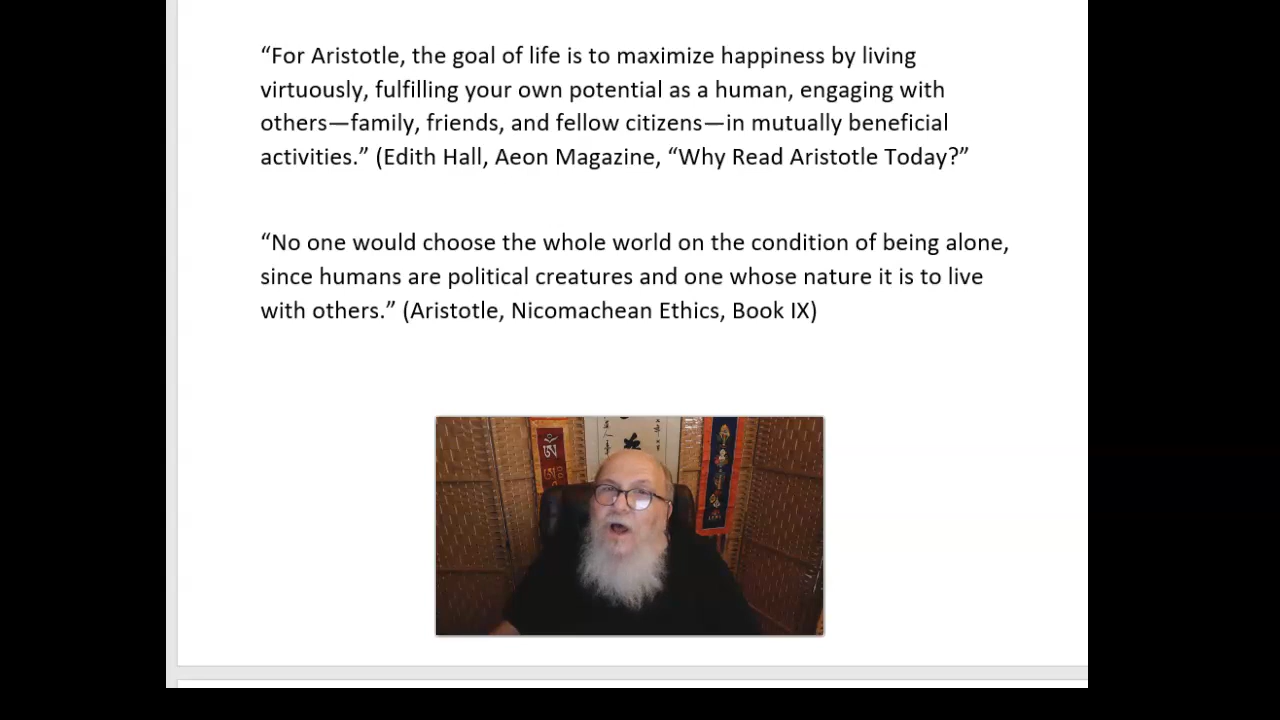 “For Aristotle, the goal of life is to maximize happiness by living
virtuously, fulfilling your own potential as a human, engaging with
others—family, friends, and fellow citizens—in mutually beneficial
activities.” (Edith Hall, Aeon Magazine, “Why Read Aristotle Today?”
“No one would choose the whole world on the condition of being alone,
since humans are political creatures and one whose nature it is to live
with others.” (Aristotle, Nicomachean Ethics, Book IX)